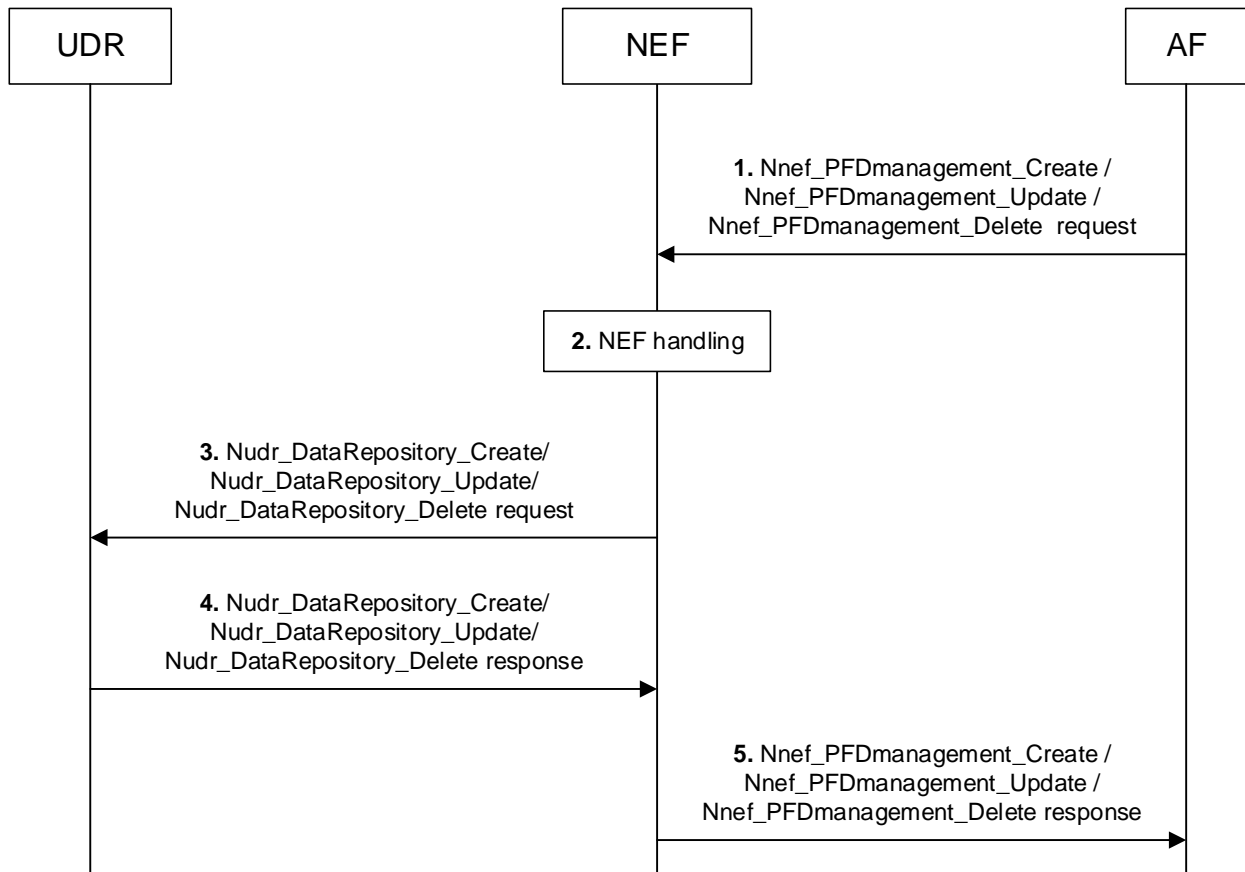 UDR
NEF
AF
1. Nnef_PFDmanagement_Create /
Nnef_PFDmanagement_Update /
Nnef_PFDmanagement_Delete request
2. NEF handling
3. Nudr_DataRepository_Create/
Nudr_DataRepository_Update/
Nudr_DataRepository_Delete request
4. Nudr_DataRepository_Create/
Nudr_DataRepository_Update/
Nudr_DataRepository_Delete response
5. Nnef_PFDmanagement_Create /
Nnef_PFDmanagement_Update /
Nnef_PFDmanagement_Delete response